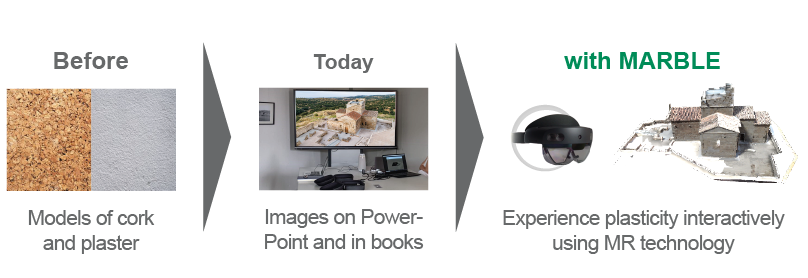 Before
Models of cork
and plaster
Today
Images on Power-
Point and in books
with MARBLE
Experience plasticity interactively
using MR technology